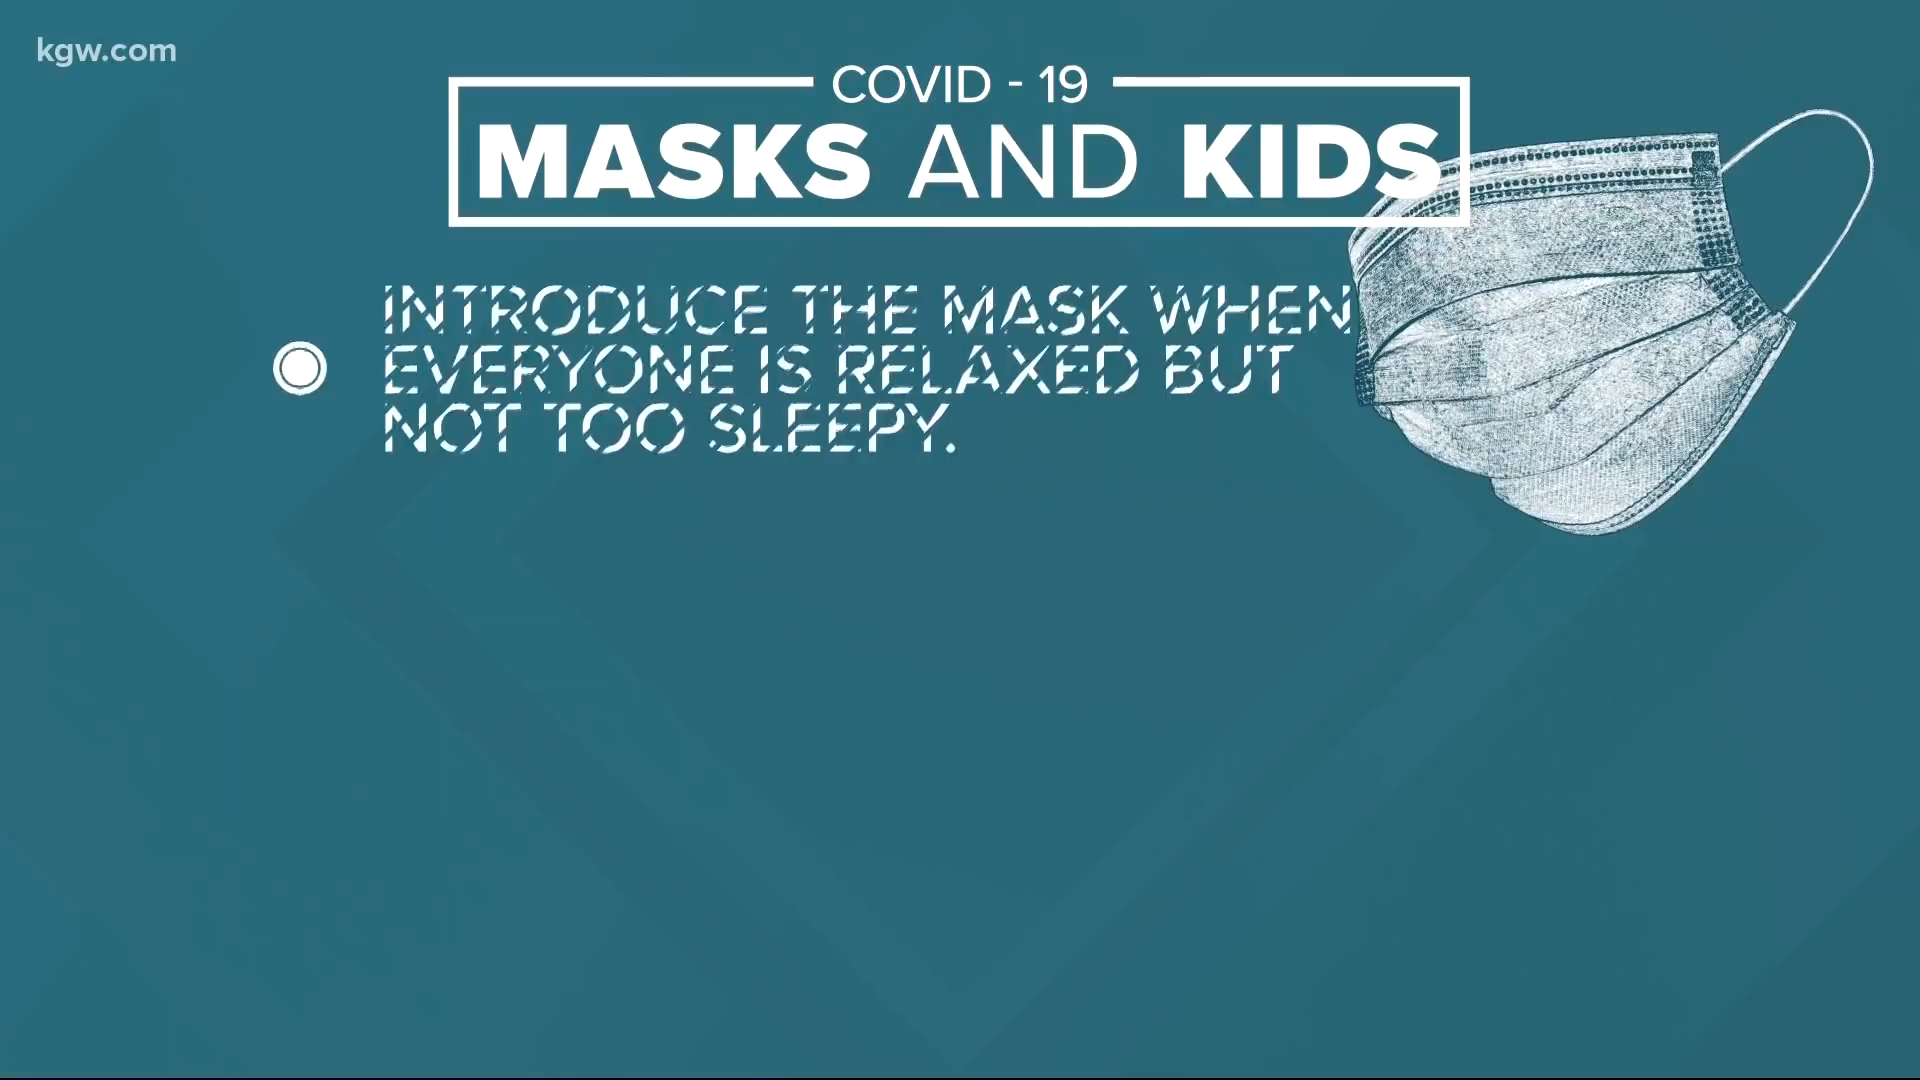 kgw.com
COVID - 19
MASKS AND KIDS
INTRODUCE THE MASK WHEN
EVERYONE IS RELAXED BUT
NOT TOO SLEEPY.